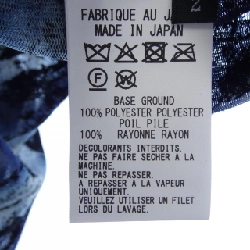 FABRIQUE AU
MADE IN JAPAN
2
BASE GROUND
100% POLYESTER POLYESTER
POIL PILE
100% RAYONNE RAYON
DECOLORANTS INTERDITS.
NE PAS FAIRE SECHER A LA
MACHINE.
NE PAS REPASSER.
A REPASSER A LA VAPEUR
UNIQUEMENT.
VEUILLEZ UTILISER UN FILET
LORS DU LAVAGE.